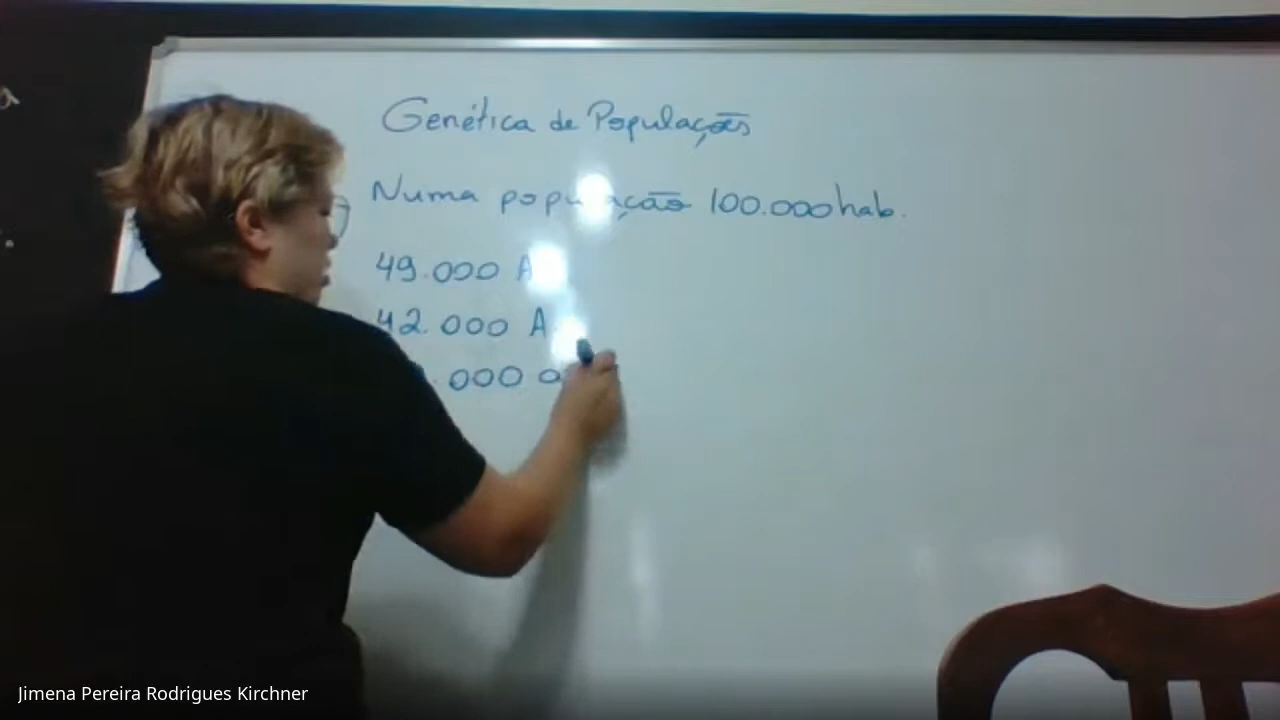 Genética de Populações
Numa população 100.000 hab.
49.000
42.000
.000
Jimena Pereira Rodrigues Kirchner